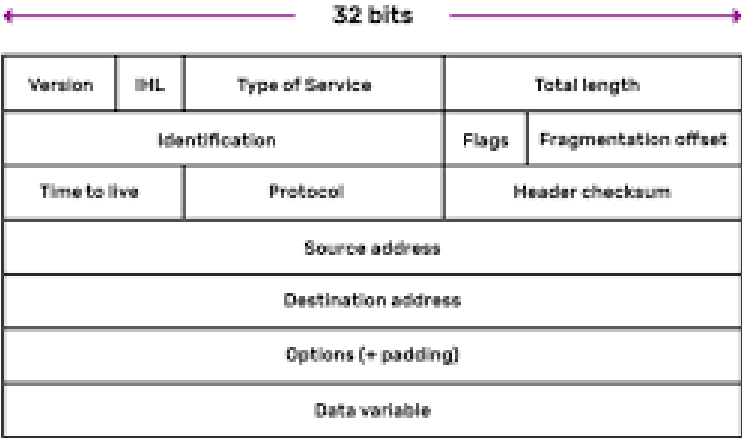 32 bits
Version IHL Type of Service Total length
Identification Flags Fragmentation offset
Time to live Protocol Header checksum
Source address
Destination address
Options (+ padding)
Data variable